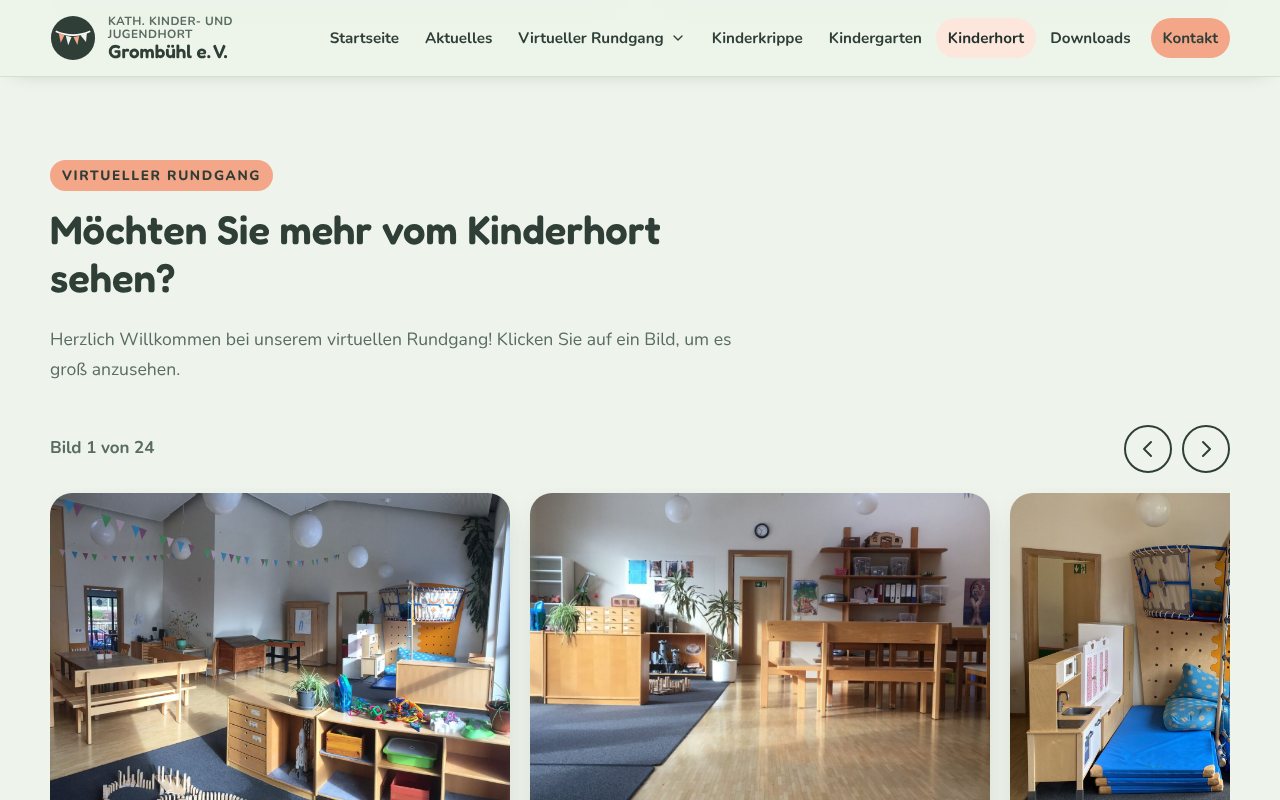 KATH. KINDER- UND
JUGENDHORT
Grombühl e.V.
Startseite
Aktuelles
Virtueller Rundgang
Kinderkrippe
Kindergarten
Kinderhort
Downloads
Kontakt
VIRTUELLER RUNDGANG
Möchten Sie mehr vom Kinderhort
sehen?
Herzlich Willkommen bei unserem virtuellen Rundgang! Klicken Sie auf ein Bild, um es
groß anzusehen.
Bild 1 von 24